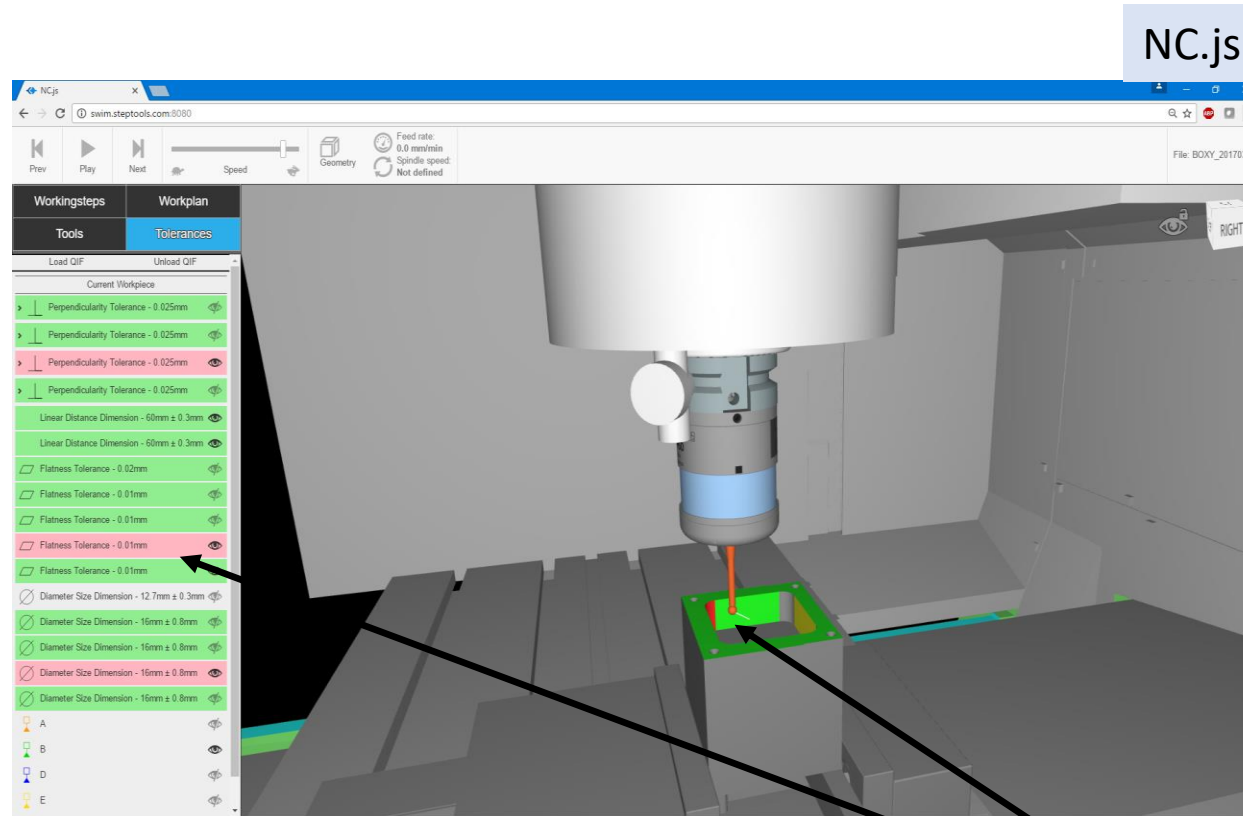 NC.js
NC.js
swim.steptools.com:8080
Prev Play Next Speed Geometry
Feed rate:
0.0 mm/min
Spindle speed:
Not defined
File: BOXY_20170
Workingsteps Workplan
Tools Tolerances
Load QIF Unload QIF
Current Workpiece
Perpendicularity Tolerance - 0.025mm
Perpendicularity Tolerance - 0.025mm
Perpendicularity Tolerance - 0.025mm
Perpendicularity Tolerance - 0.025mm
Linear Distance Dimension - 60mm ± 0.3mm
Linear Distance Dimension - 60mm ± 0.3mm
Flatness Tolerance - 0.02mm
Flatness Tolerance - 0.01mm
Flatness Tolerance - 0.01mm
Flatness Tolerance - 0.01mm
Flatness Tolerance - 0.01mm
Diameter Size Dimension - 12.7mm ± 0.3mm
Diameter Size Dimension - 16mm ± 0.8mm
Diameter Size Dimension - 16mm ± 0.8mm
Diameter Size Dimension - 16mm ± 0.8mm
Diameter Size Dimension - 16mm ± 0.8mm
A
B
D
E
RIGHT